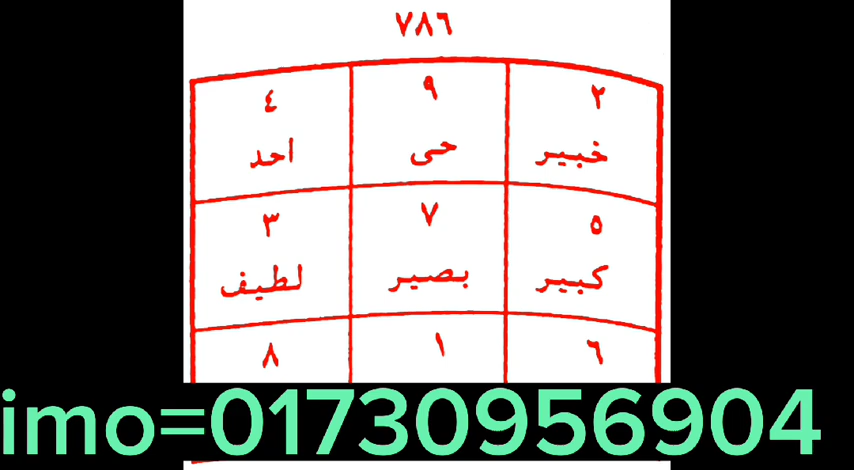 ٧٨٦
٢ ٩ ٤
خبير حى احد
٥ ٧ ٣
كبير بصير لطيف
٦ ١ ٨
imo=01730956904